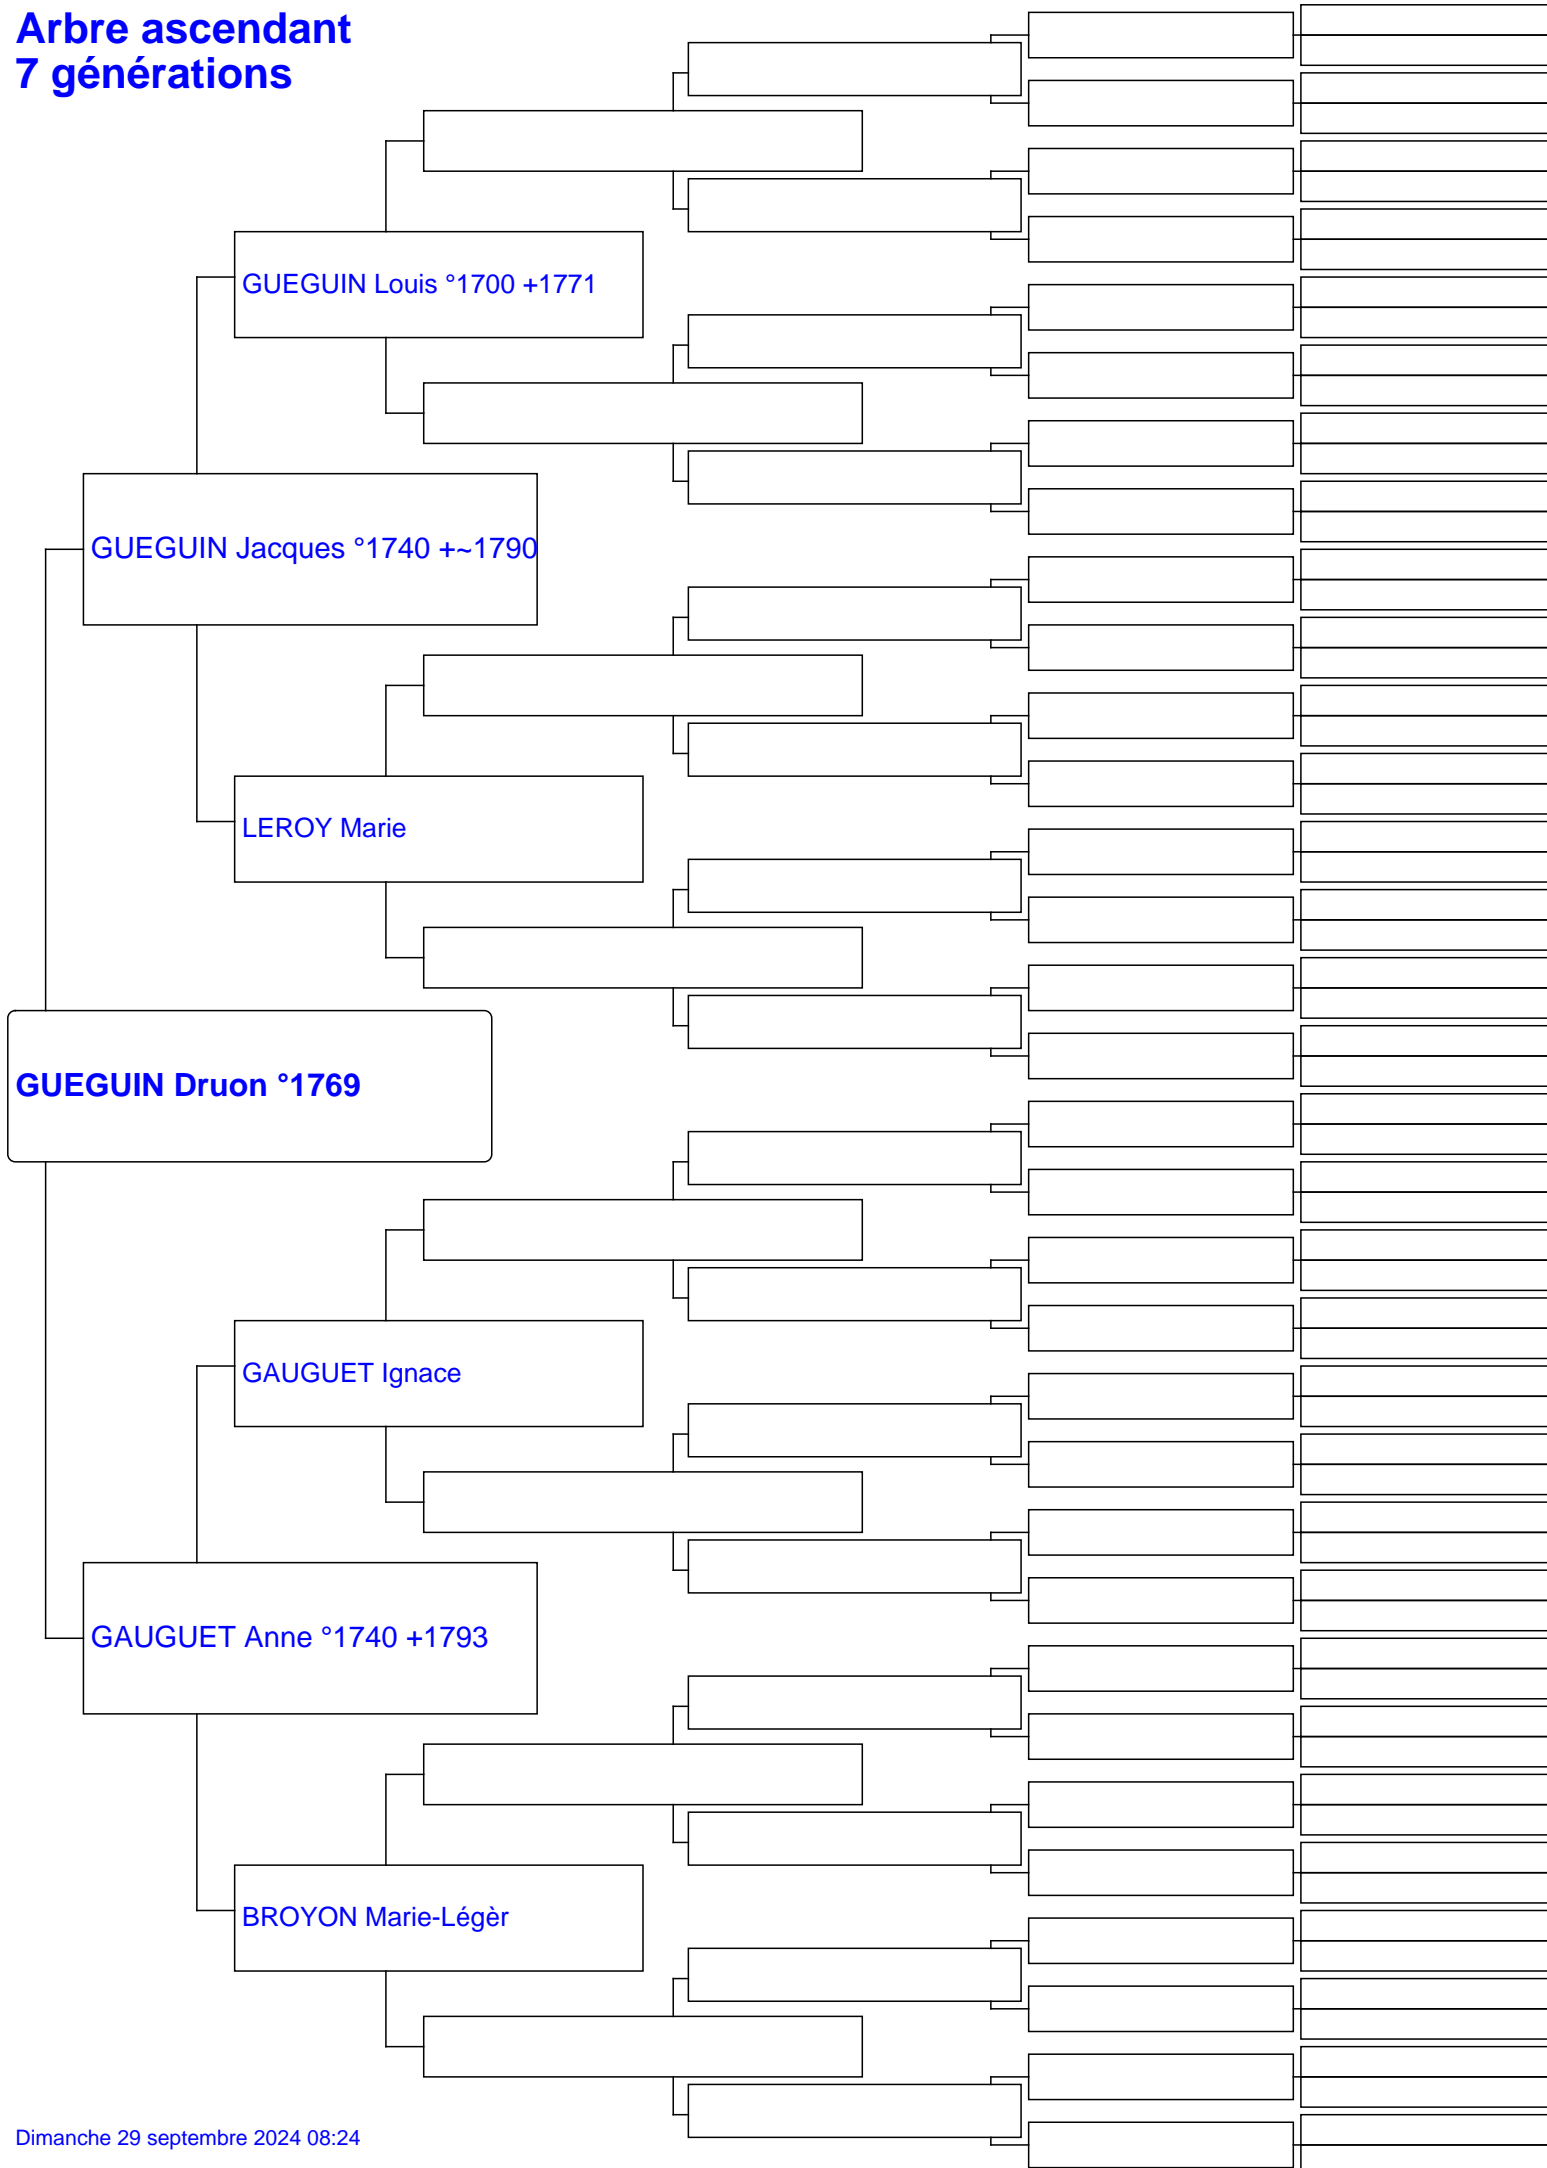 Arbre ascendant
7 générations
GUEGUIN Louis °1700 +1771
GUEGUIN Jacques °1740 +~1790
LEROY Marie
GUEGUIN Druon °1769
GAUGUET Ignace
GAUGUET Anne °1740 +1793
BROYON Marie-Légèr
Dimanche 29 septembre 2024 08:24